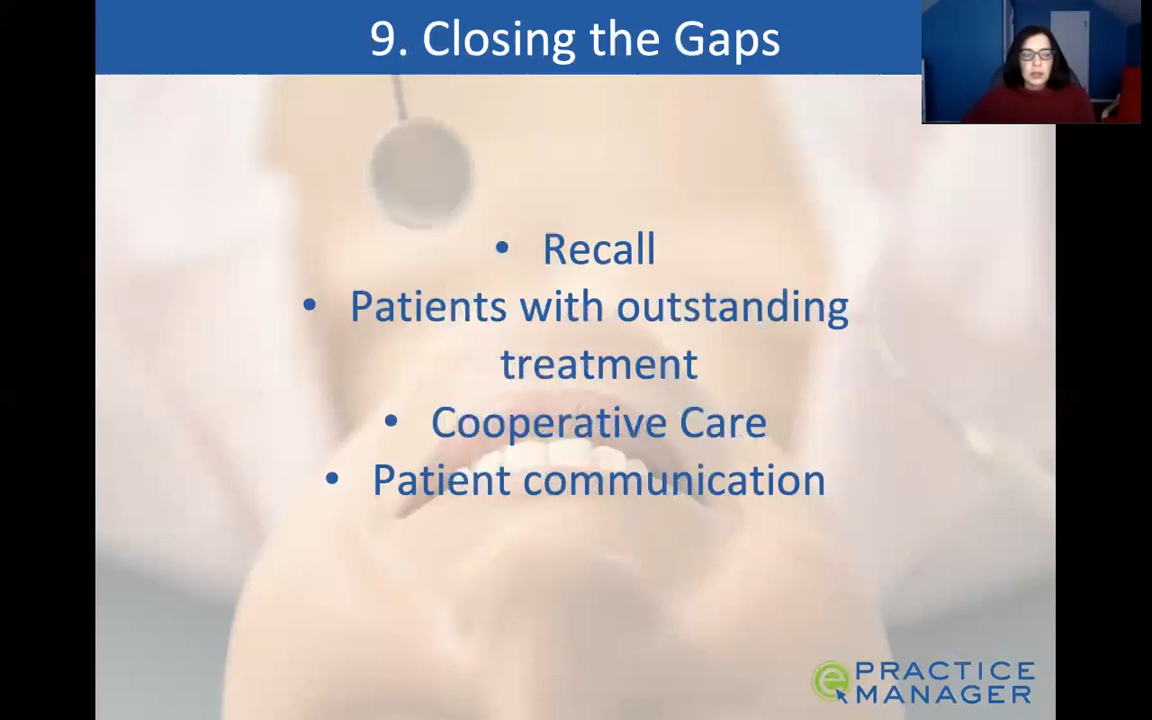 9. Closing the Gaps
• Recall
• Patients with outstanding
treatment
• Cooperative Care
• Patient communication
e PRACTICE
MANAGER